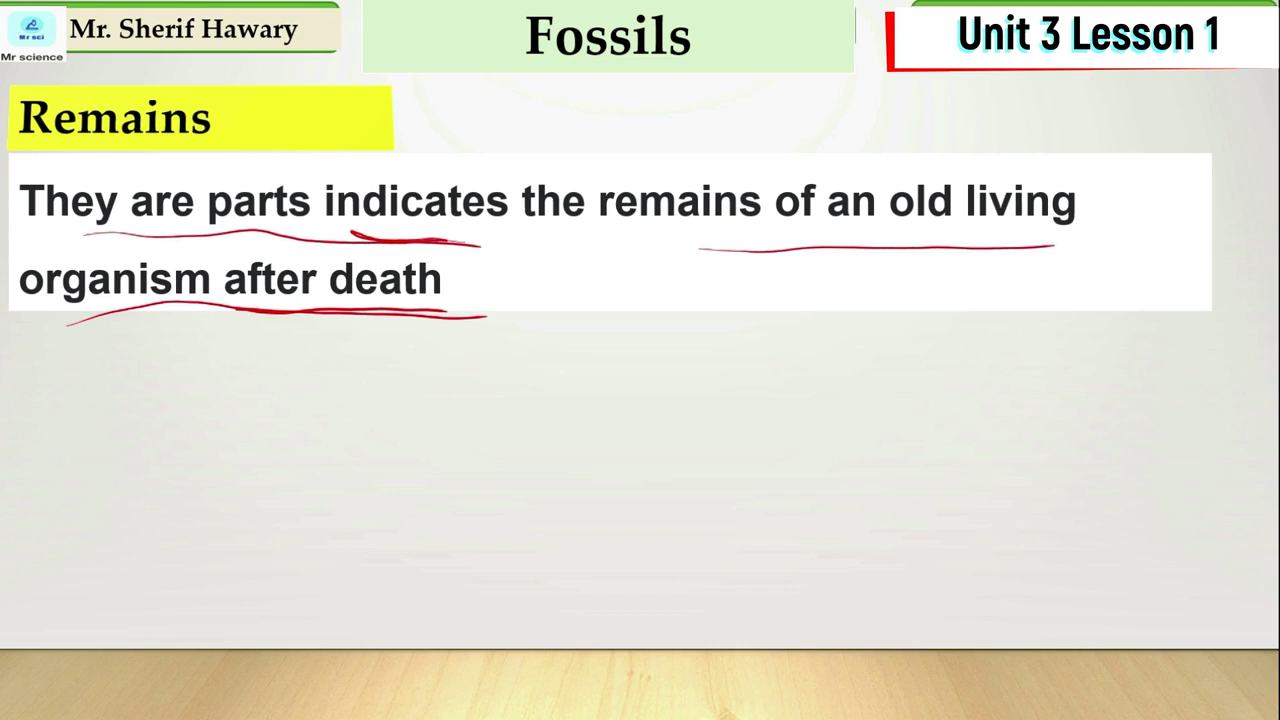 Mr sci
Mr science
Mr. Sherif Hawary
Fossils
Unit 3 Lesson 1
Remains
They are parts indicates the remains of an old living
organism after death